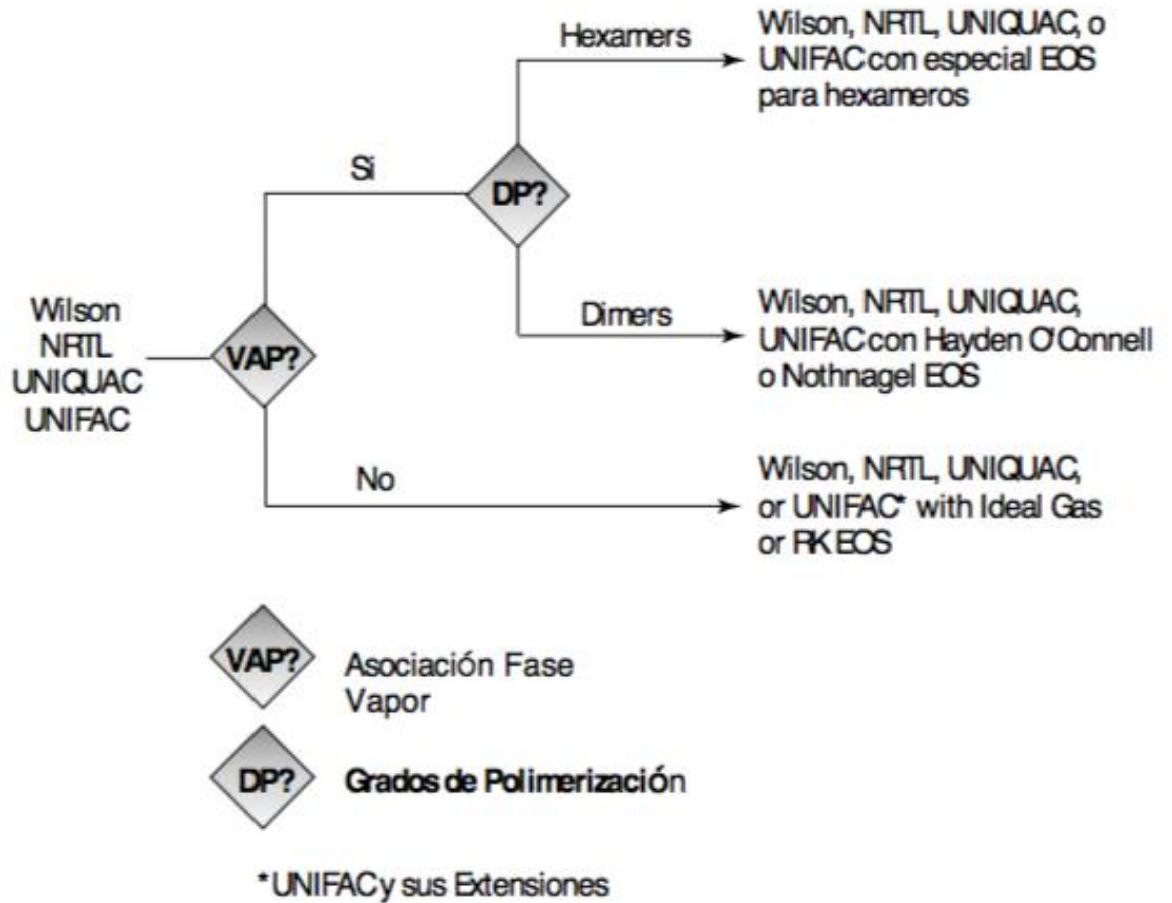 Hexamers
Wilson, NRTL, UNIQUAC, o
UNIFAC con especial EOS
para hexameros
Sí
DP?
Wilson
NRTL
UNIQUAC
UNIFAC
VAP?
Dimers
Wilson, NRTL, UNIQUAC,
UNIFAC con Hayden O'Connell
o Nothnagel EOS
No
Wilson, NRTL, UNIQUAC,
or UNIFAC* with Ideal Gas
or RK EOS
VAP?
Asociación Fase
Vapor
DP?
Grados de Polimerización
*UNIFAC y sus Extensiones